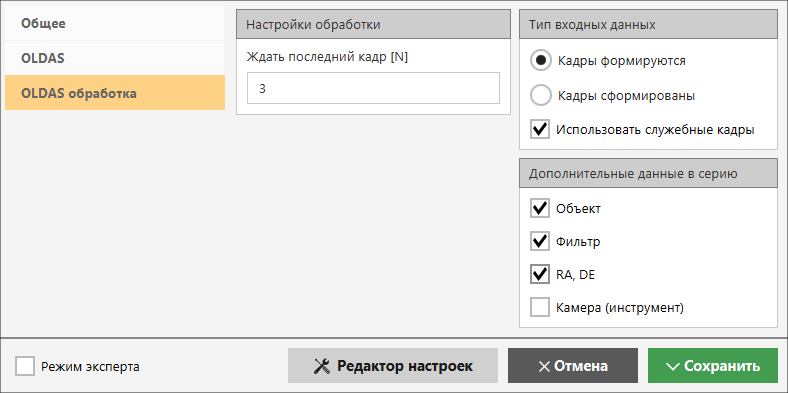 Общее
OLDAS
OLDAS обработка
Настройки обработки
Ждать последний кадр [N]
3
Тип входных данных
Кадры формируются
Кадры сформированы
Использовать служебные кадры
Дополнительные данные в серию
Объект
Фильтр
RA, DE
Камера (инструмент)
Режим эксперта
Редактор настроек
Отмена
Сохранить